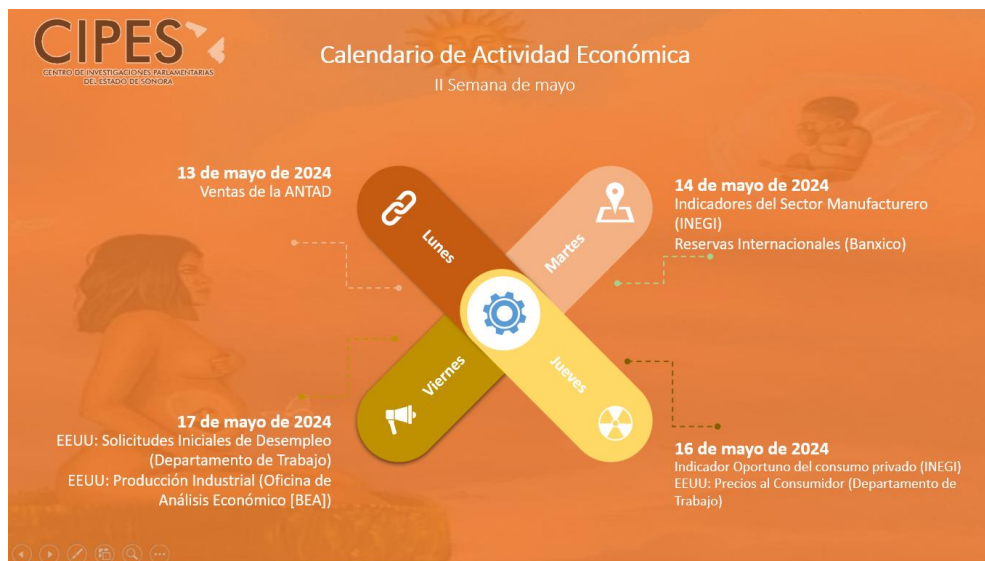 CIPES
CENTRO DE INVESTIGACIONES PARLAMENTARIAS
DEL ESTADO DE SONORA
Calendario de Actividad Económica
II Semana de mayo
13 de mayo de 2024
Ventas de la ANTAD
14 de mayo de 2024
Indicadores del Sector Manufacturero
(INEGI)
Reservas Internacionales (Banxico)
Lunes
Martes
Viernes
Jueves
17 de mayo de 2024
EEUU: Solicitudes Iniciales de Desempleo
(Departamento de Trabajo)
EEUU: Producción Industrial (Oficina de
Análisis Económico [BEA])
16 de mayo de 2024
Indicador Oportuno del consumo privado (INEGI)
EEUU: Precios al Consumidor (Departamento de
Trabajo)